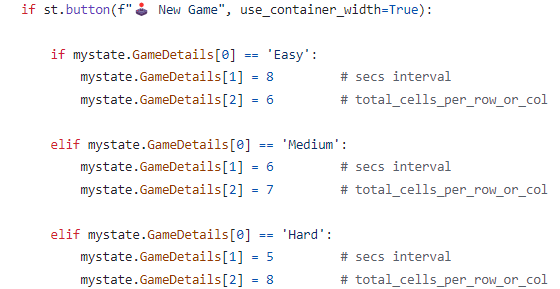 if st.button(f"🕹️ New Game", use_container_width=True):
if mystate.GameDetails[0] == 'Easy':
mystate.GameDetails[1] = 8 # secs interval
mystate.GameDetails[2] = 6 # total_cells_per_row_or_col
elif mystate.GameDetails[0] == 'Medium':
mystate.GameDetails[1] = 6 # secs interval
mystate.GameDetails[2] = 7 # total_cells_per_row_or_col
elif mystate.GameDetails[0] == 'Hard':
mystate.GameDetails[1] = 5 # secs interval
mystate.GameDetails[2] = 8 # total_cells_per_row_or_col